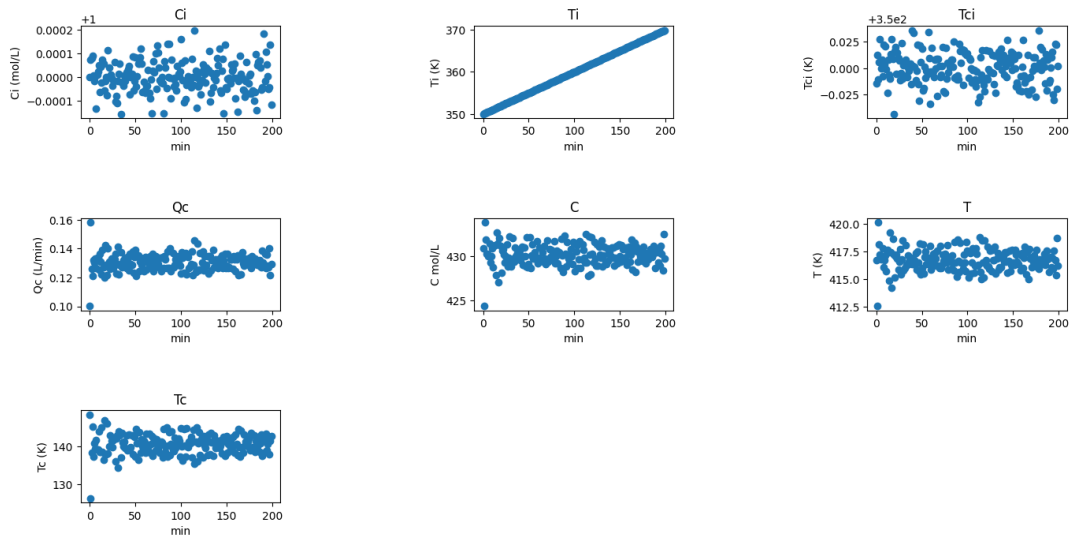 Ci
+1
Ci (mol/L)
0.0002
0.0001
0.0000
−0.0001
0 50 100 150 200
min
Ti
Ti (K)
370
360
350
0 50 100 150 200
min
Tci
+3.5e2
Tci (K)
0.025
0.000
−0.025
0 50 100 150 200
min
Qc
Qc (L/min)
0.16
0.14
0.12
0.10
0 50 100 150 200
min
C
C mol/L
430
425
0 50 100 150 200
min
T
T (K)
420.0
417.5
415.0
412.5
0 50 100 150 200
min
Tc
Tc (K)
140
130
0 50 100 150 200
min